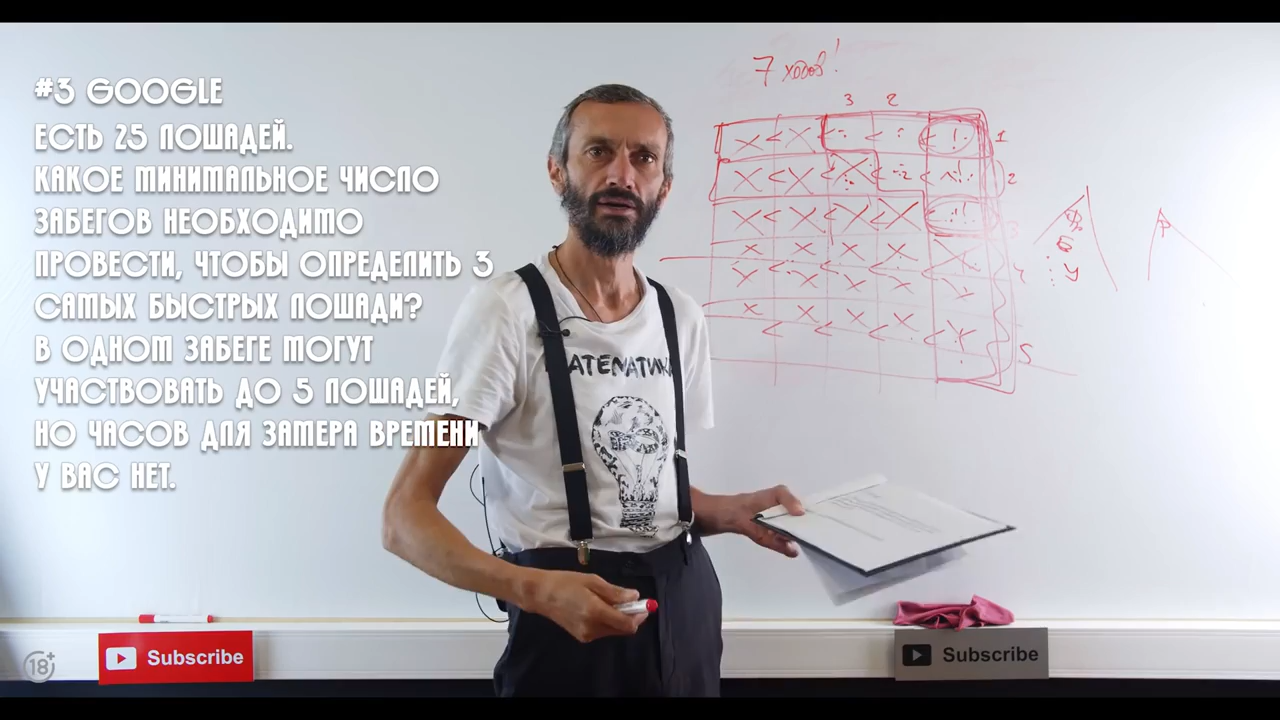 #3 GOOGLE
ЕСТЬ 25 ЛОШАДЕЙ.
КАКОЕ МИНИМАЛЬНОЕ ЧИСЛО
ЗАБЕГОВ НЕОБХОДИМО
ПРОВЕСТИ, ЧТОБЫ ОПРЕДЕЛИТЬ 3
САМЫХ БЫСТРЫХ ЛОШАДИ?
В ОДНОМ ЗАБЕГЕ МОГУТ
УЧАСТВОВАТЬ ДО 5 ЛОШАДЕЙ,
НО ЧАСОВ ДЛЯ ЗАМЕРА ВРЕМЕНИ
У ВАС НЕТ.
7 ходов!
3 2
1
2
3
4
5
Б
У
МАТЕМАТИК
18+
Subscribe
Subscribe